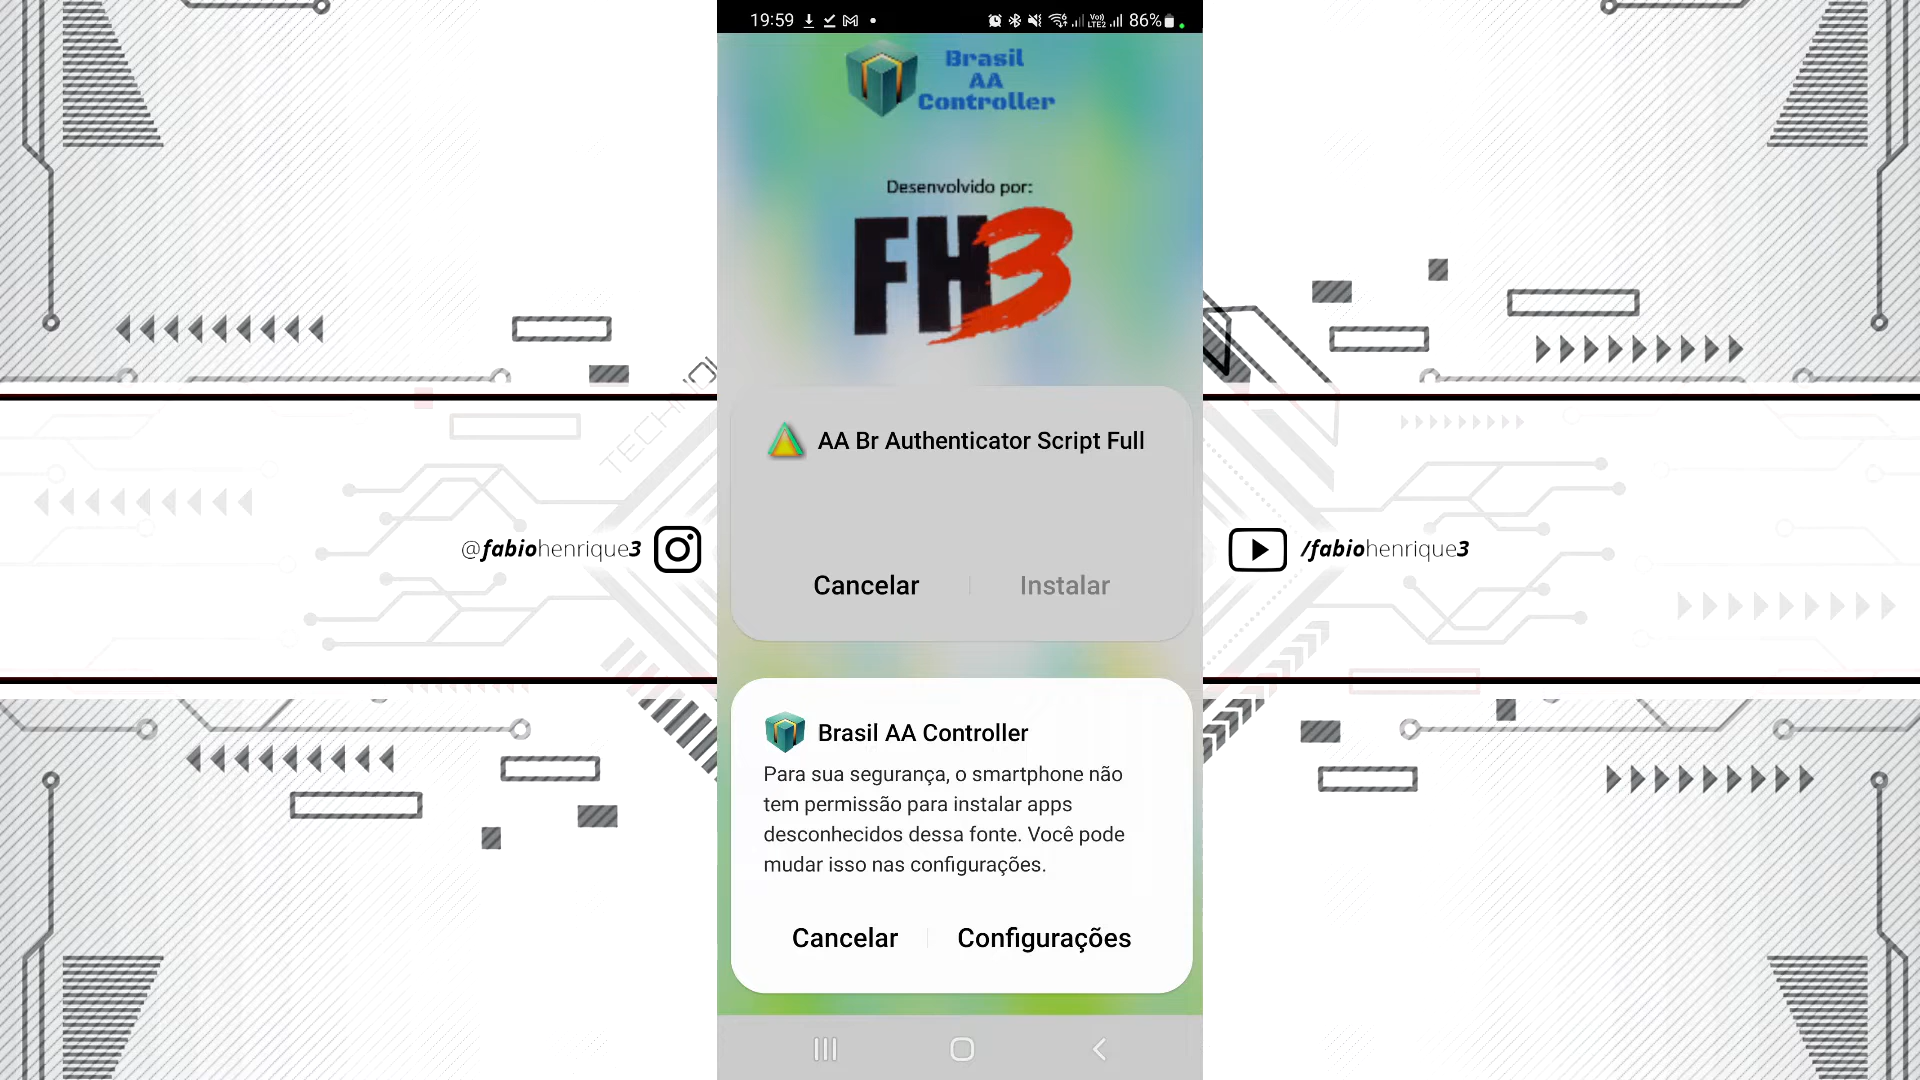 19:59
Vo)) LTE2
86%
Brasil
AA
Controller
Desenvolvido por:
FH3
AA Br Authenticator Script Full
Cancelar
Instalar
@fabiohenrique3
/fabiohenrique3
Brasil AA Controller
Para sua segurança, o smartphone não
tem permissão para instalar apps
desconhecidos dessa fonte. Você pode
mudar isso nas configurações.
Cancelar
Configurações